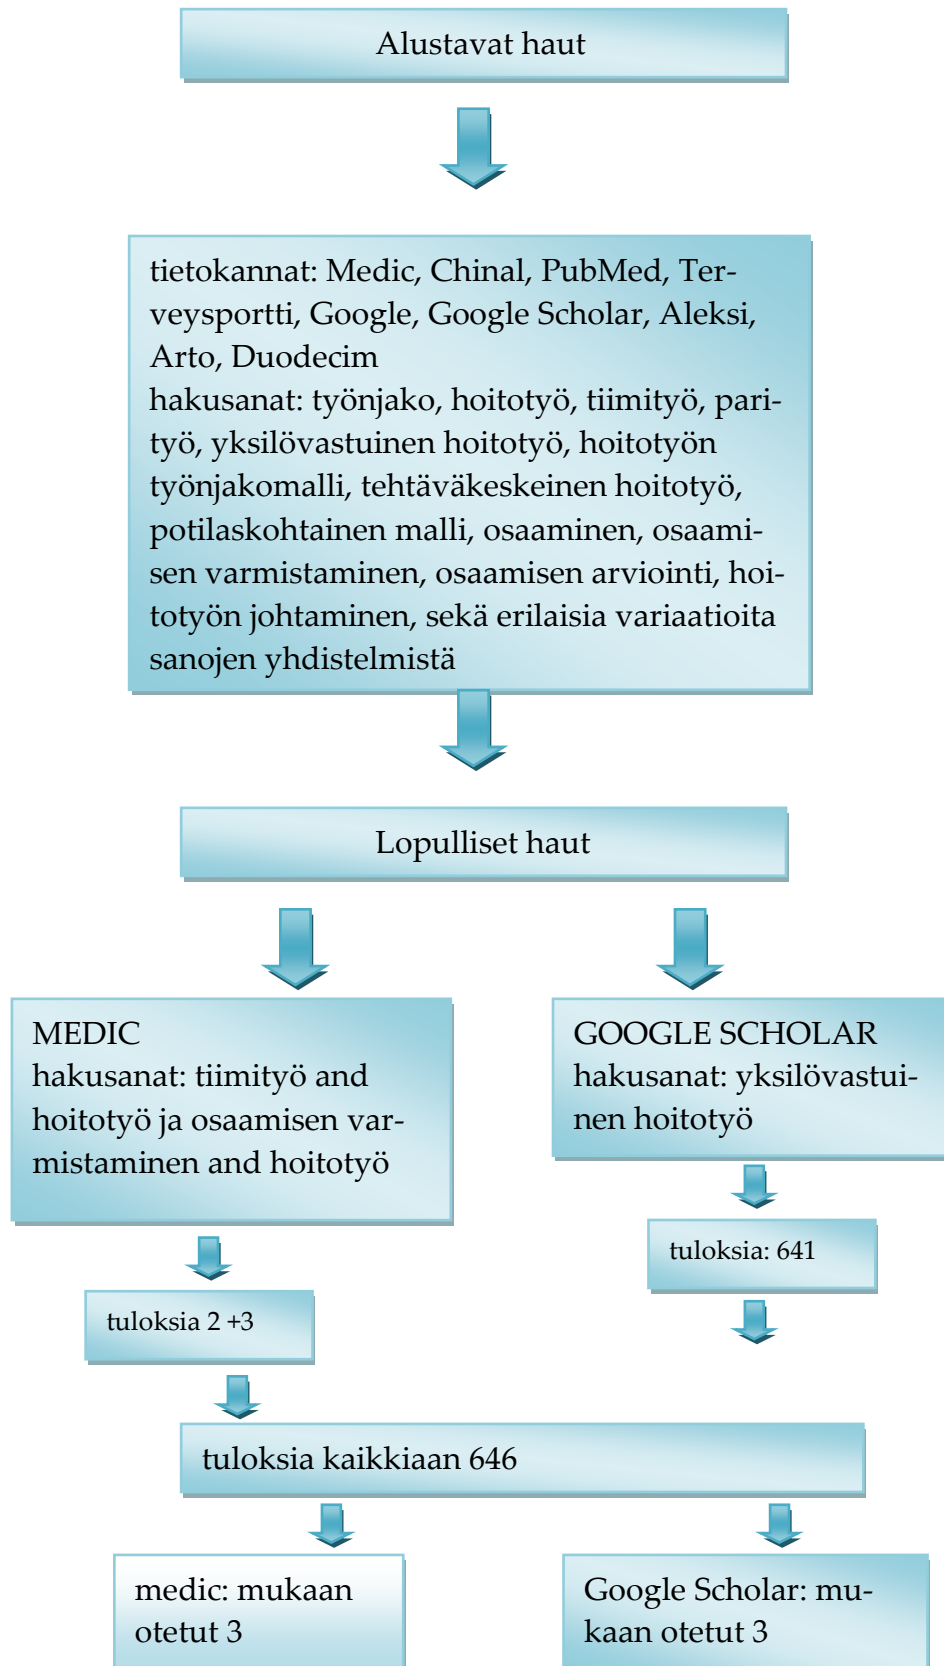 Alustavat haut
tietokannat: Medic, Chinal, PubMed, Ter-
veysportti, Google, Google Scholar, Aleksi,
Arto, Duodecim
hakusanat: työnjako, hoitotyö, tiimityö, pari-
työ, yksilövastuinen hoitotyö, hoitotyön
työnjakomalli, tehtäväkeskeinen hoitotyö,
potilaskohtainen malli, osaaminen, osaami-
sen varmistaminen, osaamisen arviointi, hoi-
totyön johtaminen, sekä erilaisia variaatioita
sanojen yhdistelmistä
Lopulliset haut
MEDIC
hakusanat: tiimityö and
hoitotyö ja osaamisen var-
mistaminen and hoitotyö
GOOGLE SCHOLAR
hakusanat: yksilövastui-
nen hoitotyö
tuloksia: 641
tuloksia 2 +3
tuloksia kaikkiaan 646
medic: mukaan
otetut 3
Google Scholar: mu-
kaan otetut 3